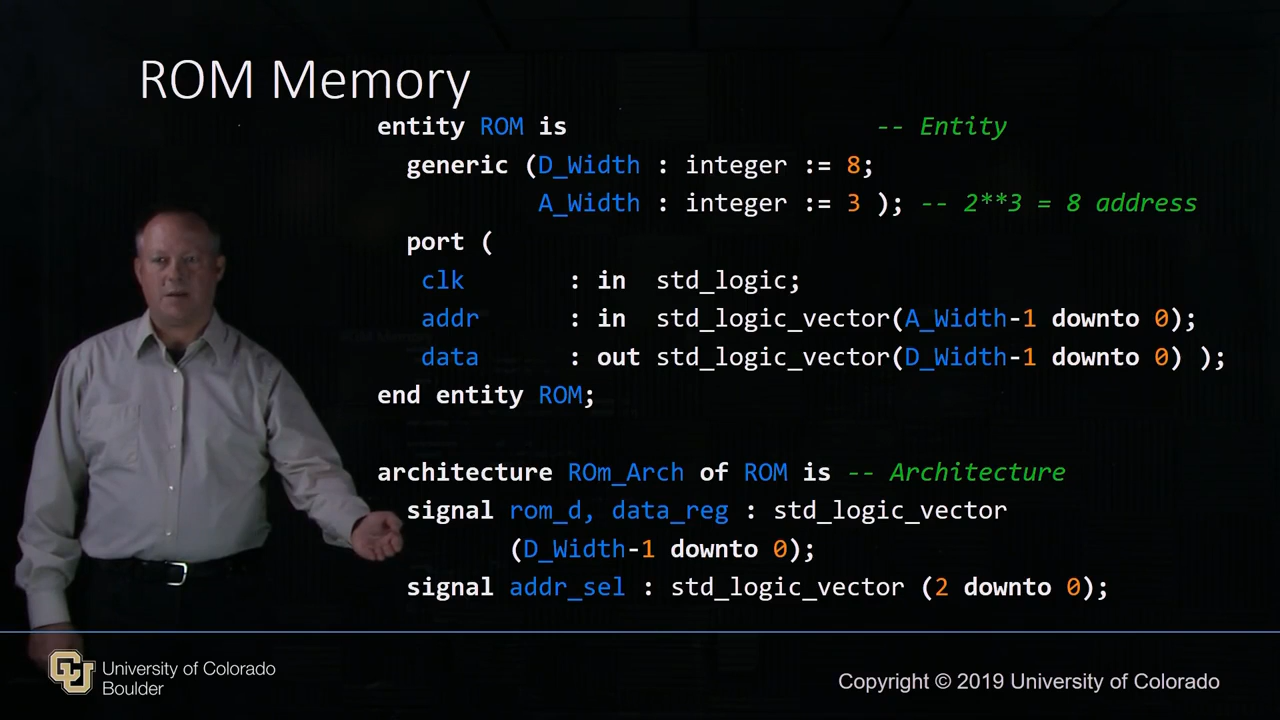 ROM Memory
entity ROM is -- Entity
generic (D_Width : integer := 8;
A_Width : integer := 3 ); -- 2**3 = 8 address
port (
clk : in std_logic;
addr : in std_logic_vector(A_Width-1 downto 0);
data : out std_logic_vector(D_Width-1 downto 0) );
end entity ROM;
architecture ROm_Arch of ROM is -- Architecture
signal rom_d, data_reg : std_logic_vector
(D_Width-1 downto 0);
signal addr_sel : std_logic_vector (2 downto 0);
CU
University of Colorado
Boulder
Copyright © 2019 University of Colorado